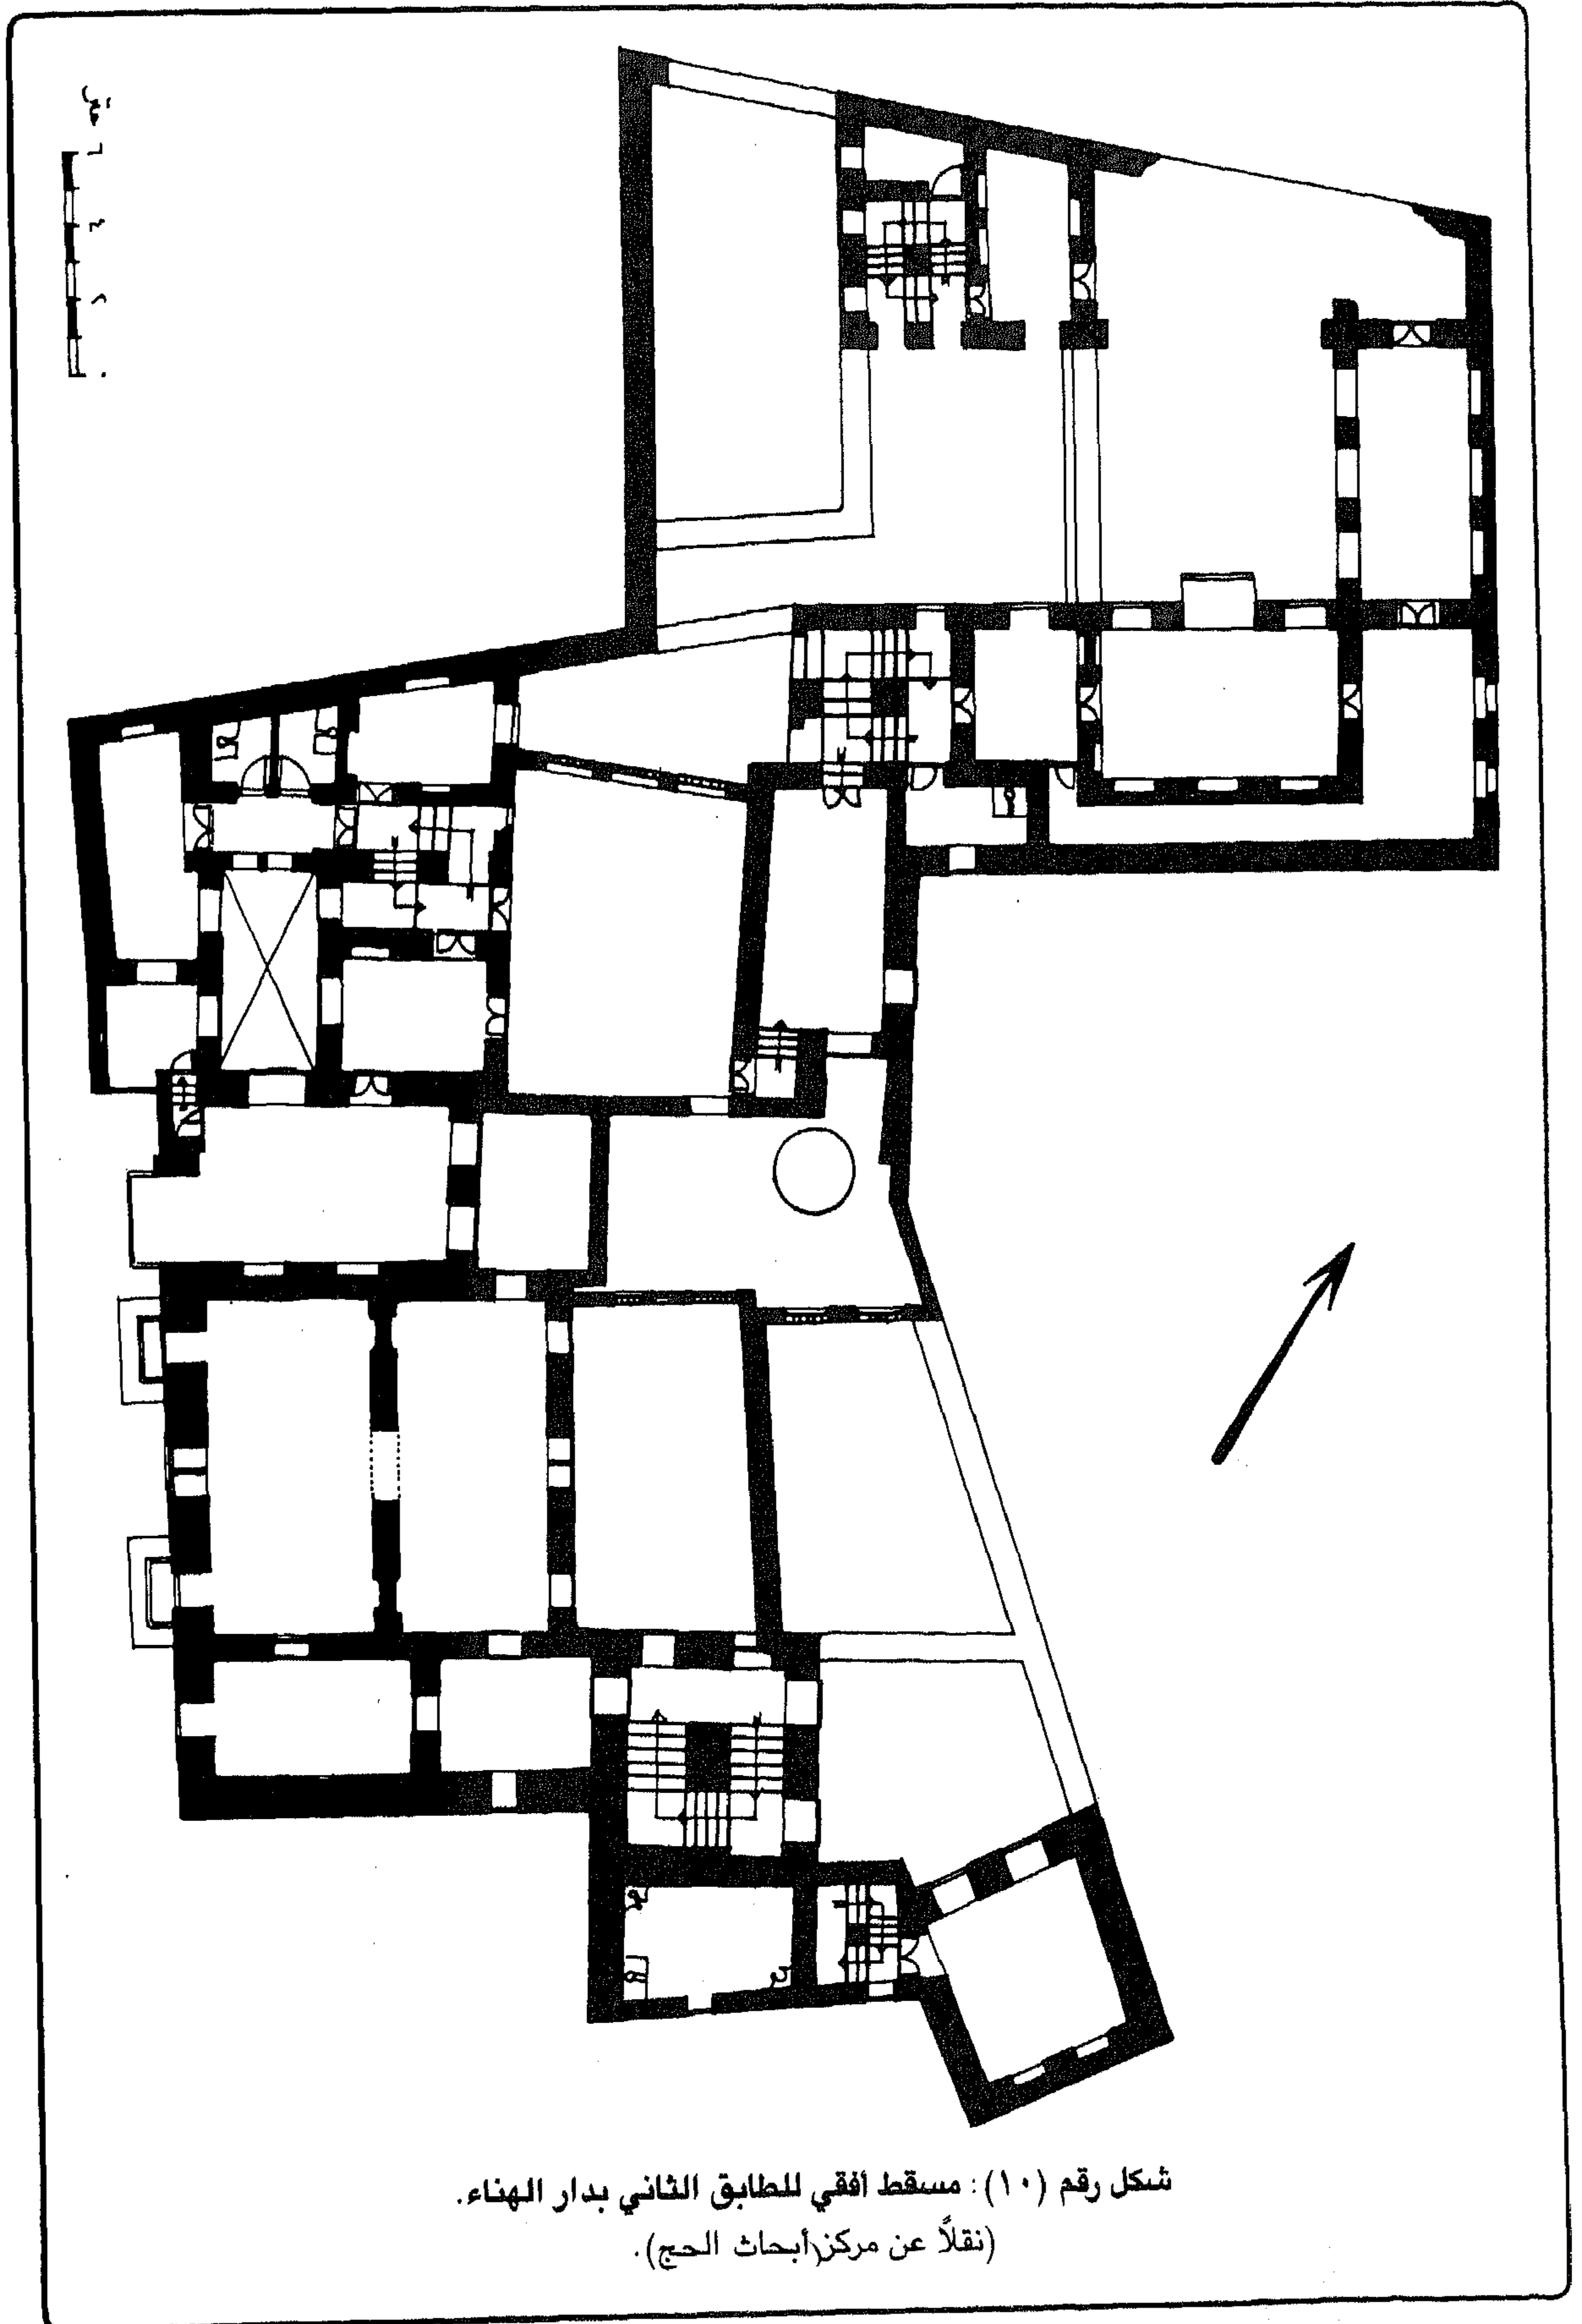 شكل رقم (١٠): مسقط أفقي للطابق الثاني بدار الهناء.
(نقلاً عن مركز أبحاث الحج).